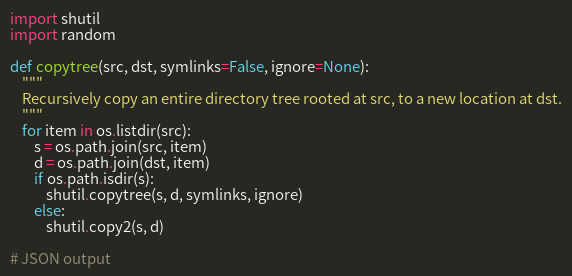 import shutil
import random

def copytree(src, dst, symlinks=False, ignore=None):
    """
    Recursively copy an entire directory tree rooted at src, to a new location at dst.
    """
    for item in os.listdir(src):
        s = os.path.join(src, item)
        d = os.path.join(dst, item)
        if os.path.isdir(s):
            shutil.copytree(s, d, symlinks, ignore)
        else:
            shutil.copy2(s, d)

# JSON output